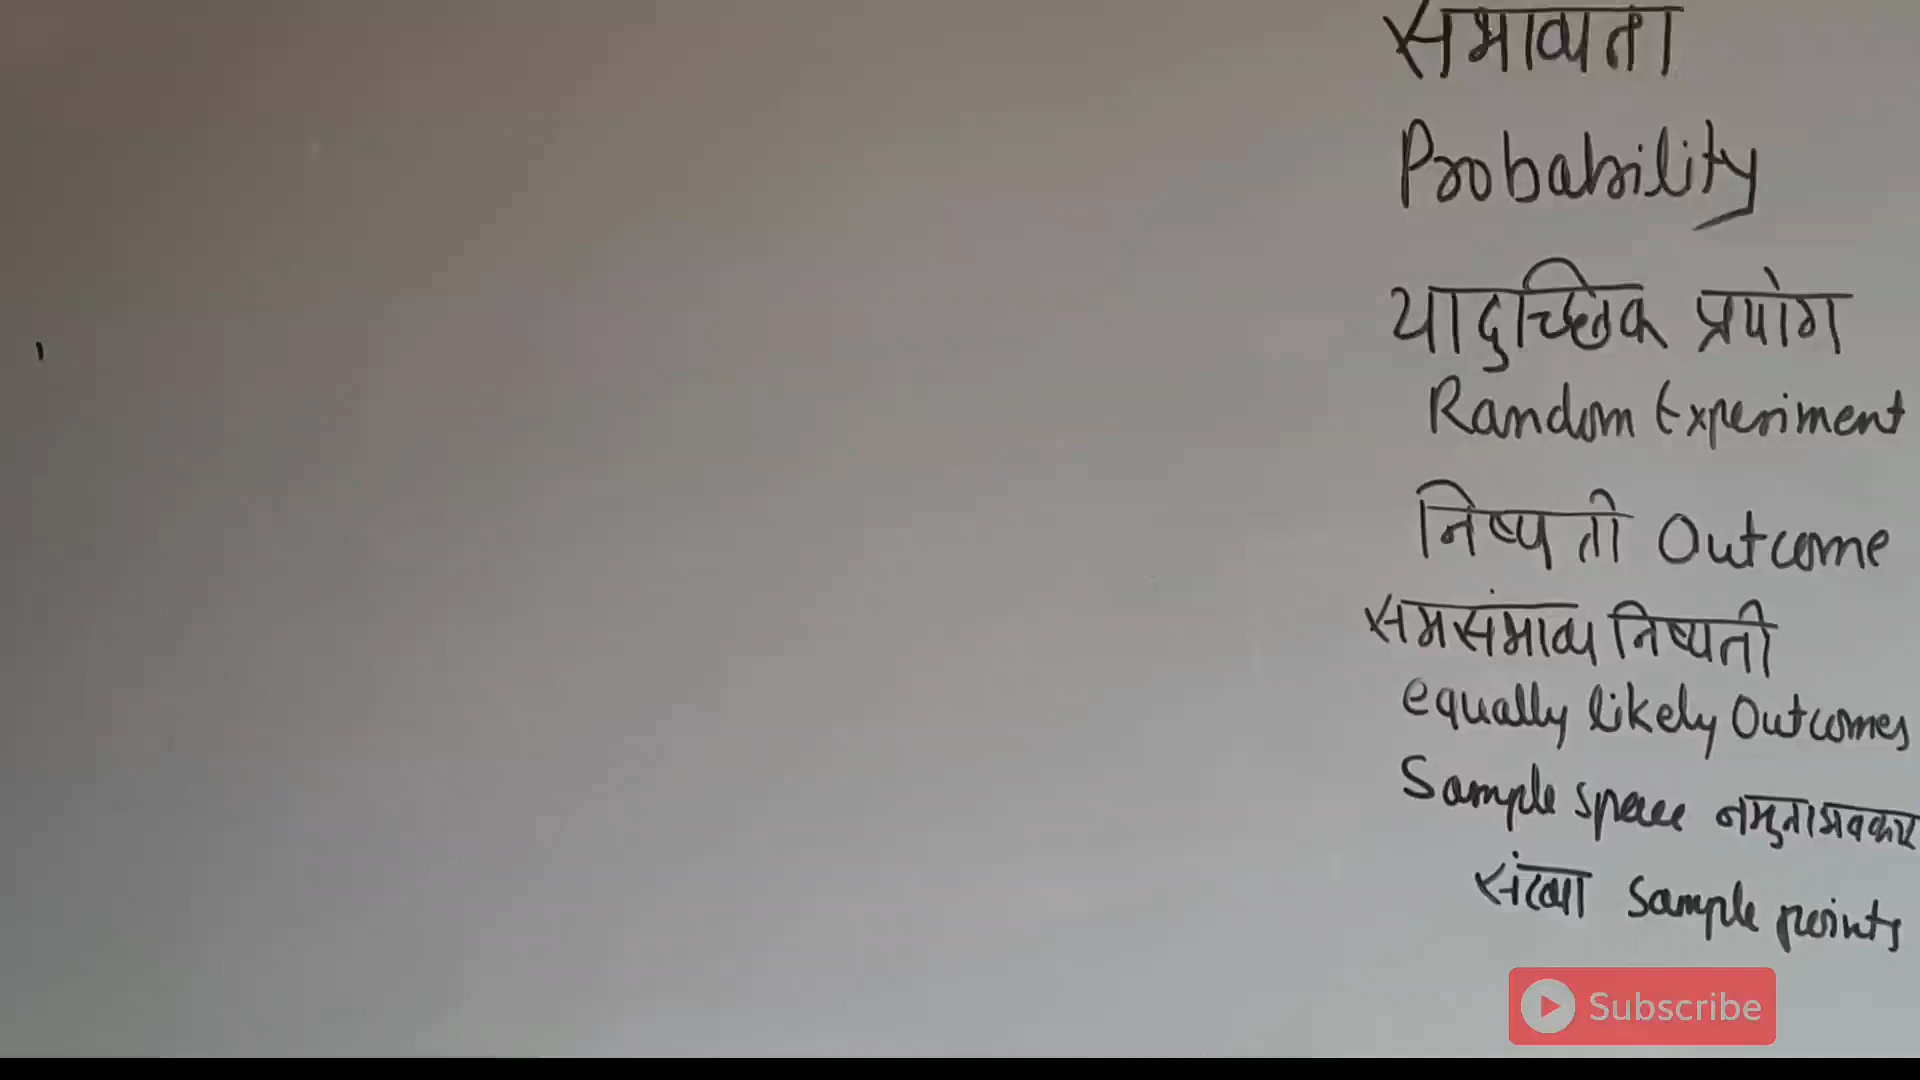 संभाव्यता
Probability
यादुच्छिक प्रयोग
Random Experiment
निष्पती Outcome
समसंभाव्य निष्पती
equally likely Outcomes
Sample space नमुना अवकाश
संख्या Sample points
Subscribe